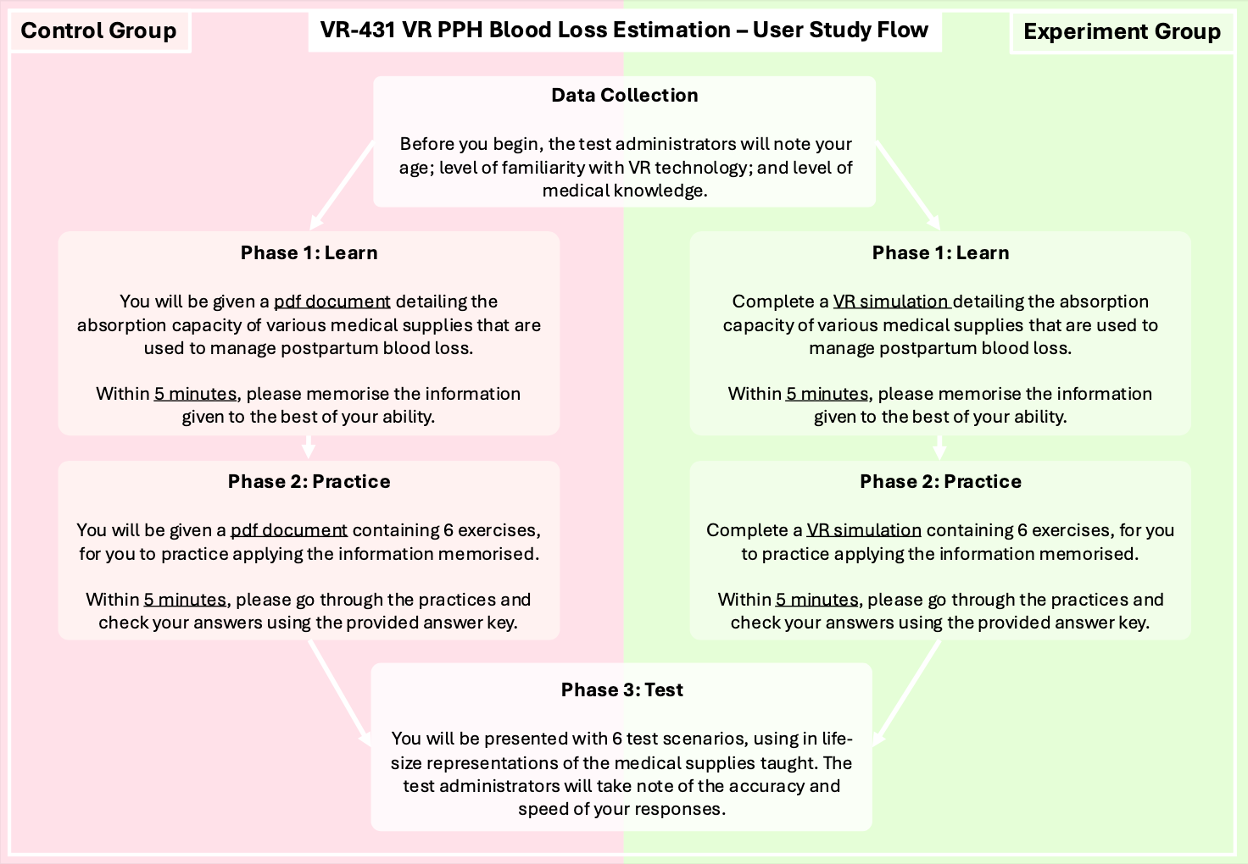 Control Group
VR-431 VR PPH Blood Loss Estimation – User Study Flow
Experiment Group
Data Collection
Before you begin, the test administrators will note your
age; level of familiarity with VR technology; and level of
medical knowledge.
Phase 1: Learn
You will be given a pdf document detailing the
absorption capacity of various medical supplies that are
used to manage postpartum blood loss.
Within 5 minutes, please memorise the information
given to the best of your ability.
Phase 1: Learn
Complete a VR simulation detailing the absorption
capacity of various medical supplies that are used to
manage postpartum blood loss.
Within 5 minutes, please memorise the information
given to the best of your ability.
Phase 2: Practice
You will be given a pdf document containing 6 exercises,
for you to practice applying the information memorised.
Within 5 minutes, please go through the practices and
check your answers using the provided answer key.
Phase 2: Practice
Complete a VR simulation containing 6 exercises, for you
to practice applying the information memorised.
Within 5 minutes, please go through the practices and
check your answers using the provided answer key.
Phase 3: Test
You will be presented with 6 test scenarios, using in life-
size representations of the medical supplies taught. The
test administrators will take note of the accuracy and
speed of your responses.